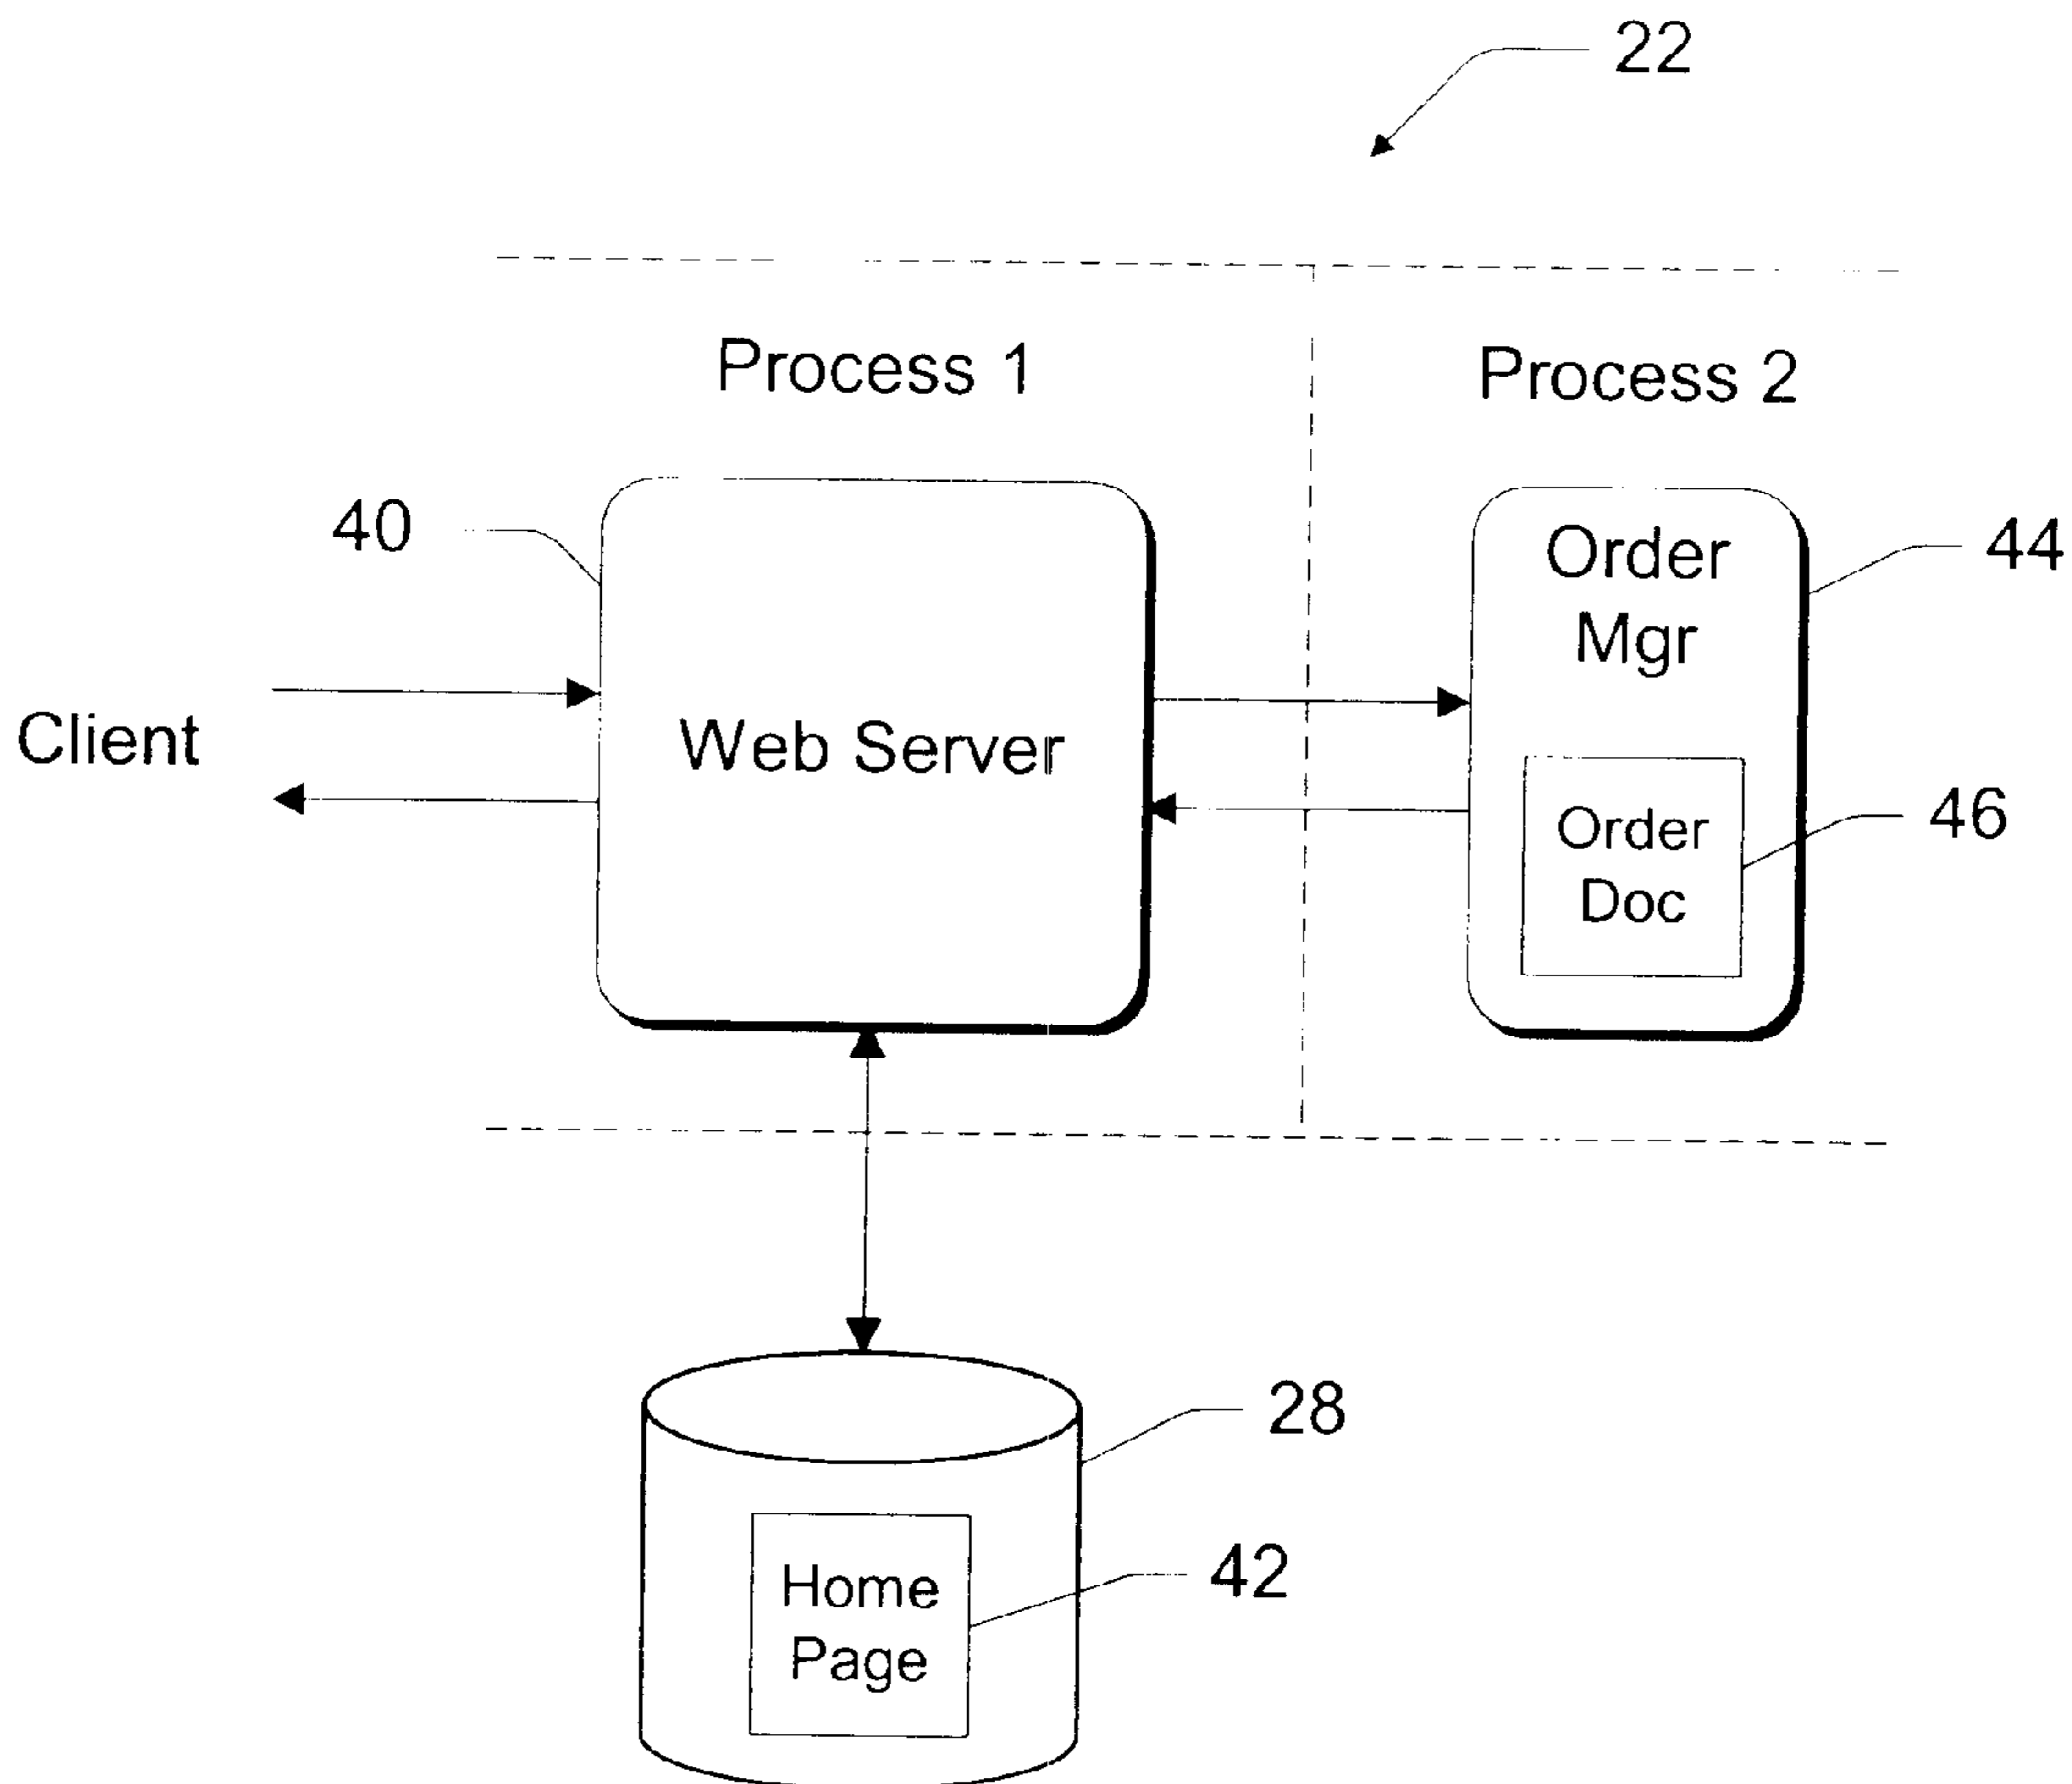 22
Process 1
Process 2
40
Order
Mgr
44
Client
Web Server
Order
Doc
46
28
Home
Page
42